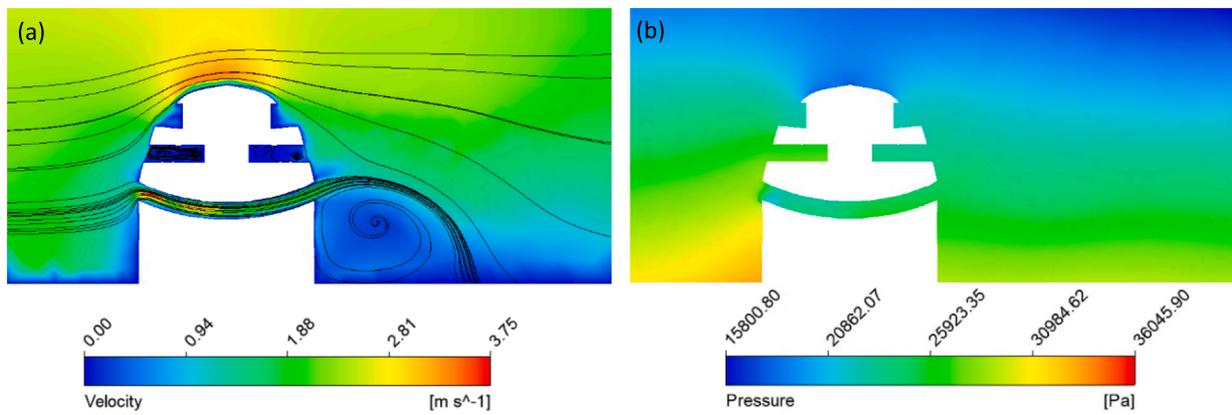 (a)
(b)
0.00 0.94 1.88 2.81 3.75
Velocity [m s^-1]
15800.80 20862.07 25923.35 30984.62 36045.90
Pressure [Pa]